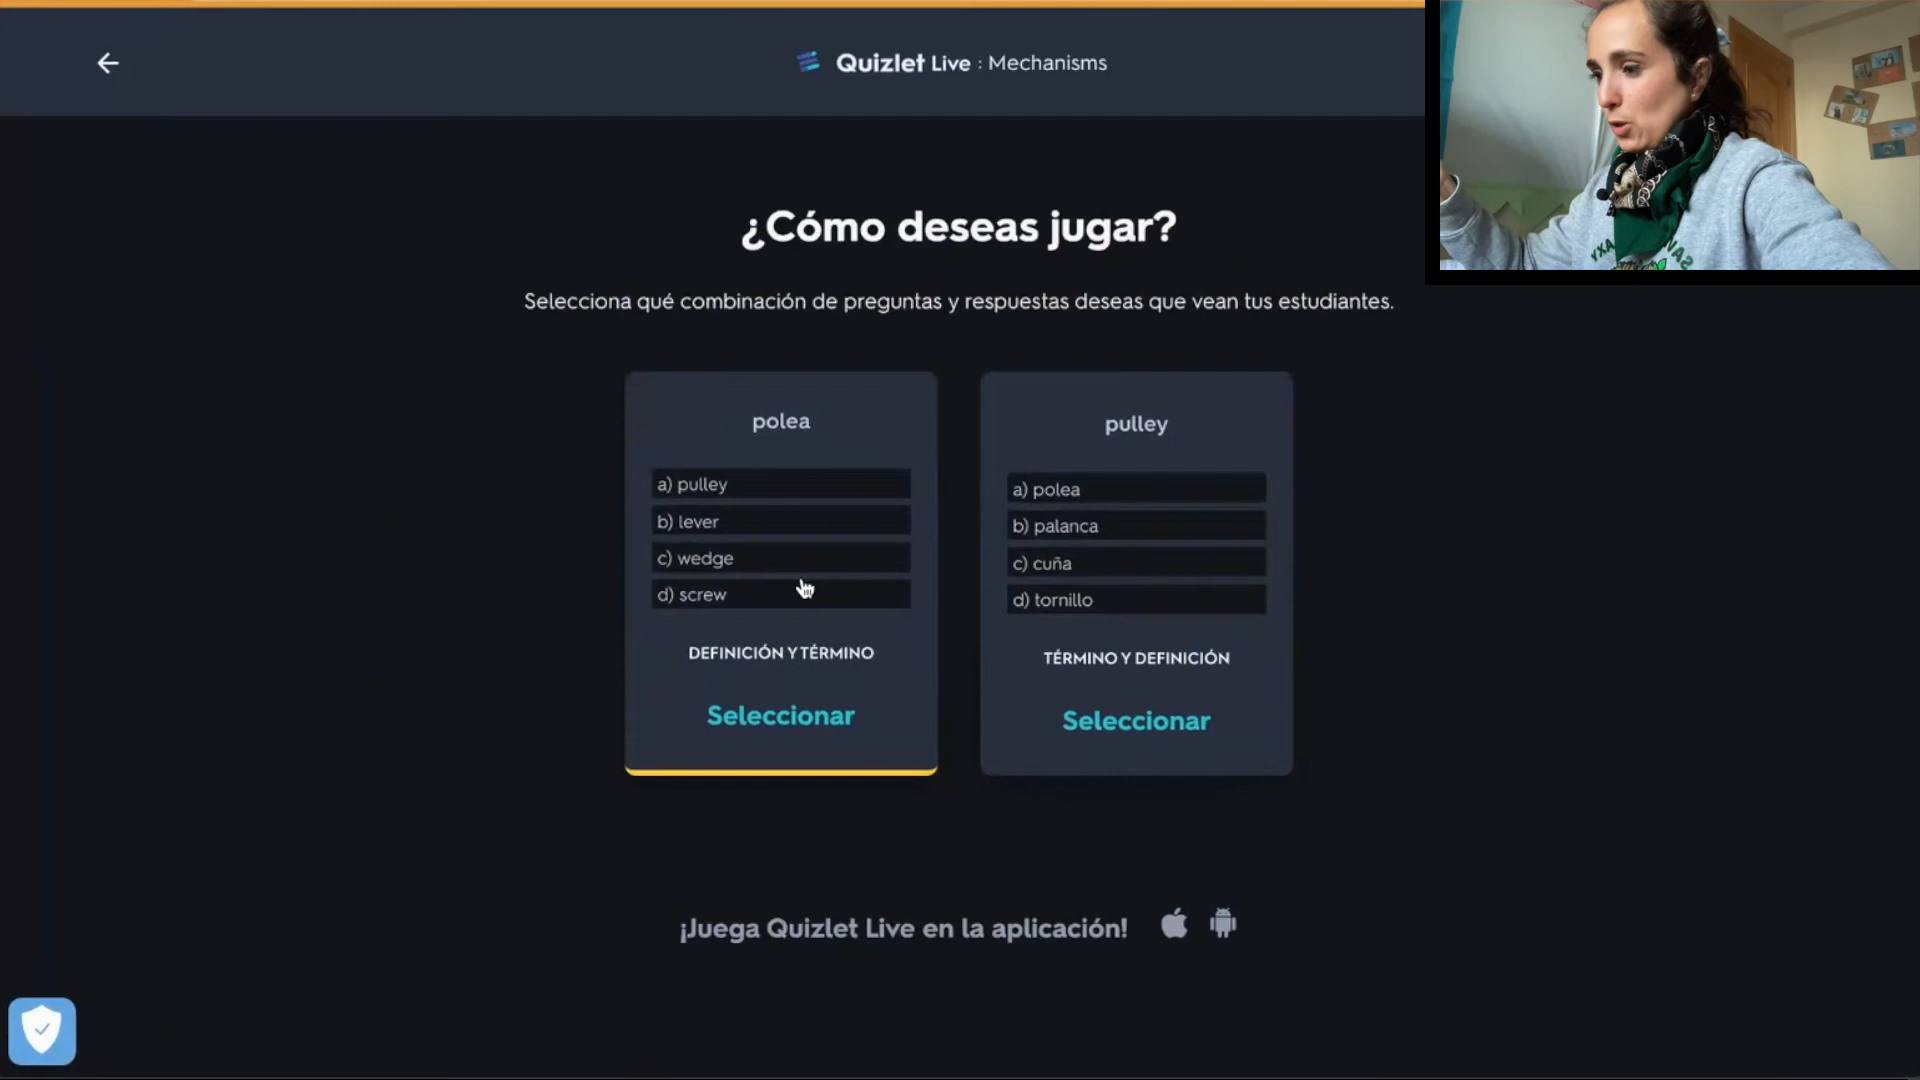 Quizlet Live : Mechanisms
¿Cómo deseas jugar?
Selecciona qué combinación de preguntas y respuestas deseas que vean tus estudiantes.
polea
a) pulley
b) lever
c) wedge
d) screw
DEFINICIÓN Y TÉRMINO
Seleccionar
pulley
a) polea
b) palanca
c) cuña
d) tornillo
TÉRMINO Y DEFINICIÓN
Seleccionar
¡Juega Quizlet Live en la aplicación!